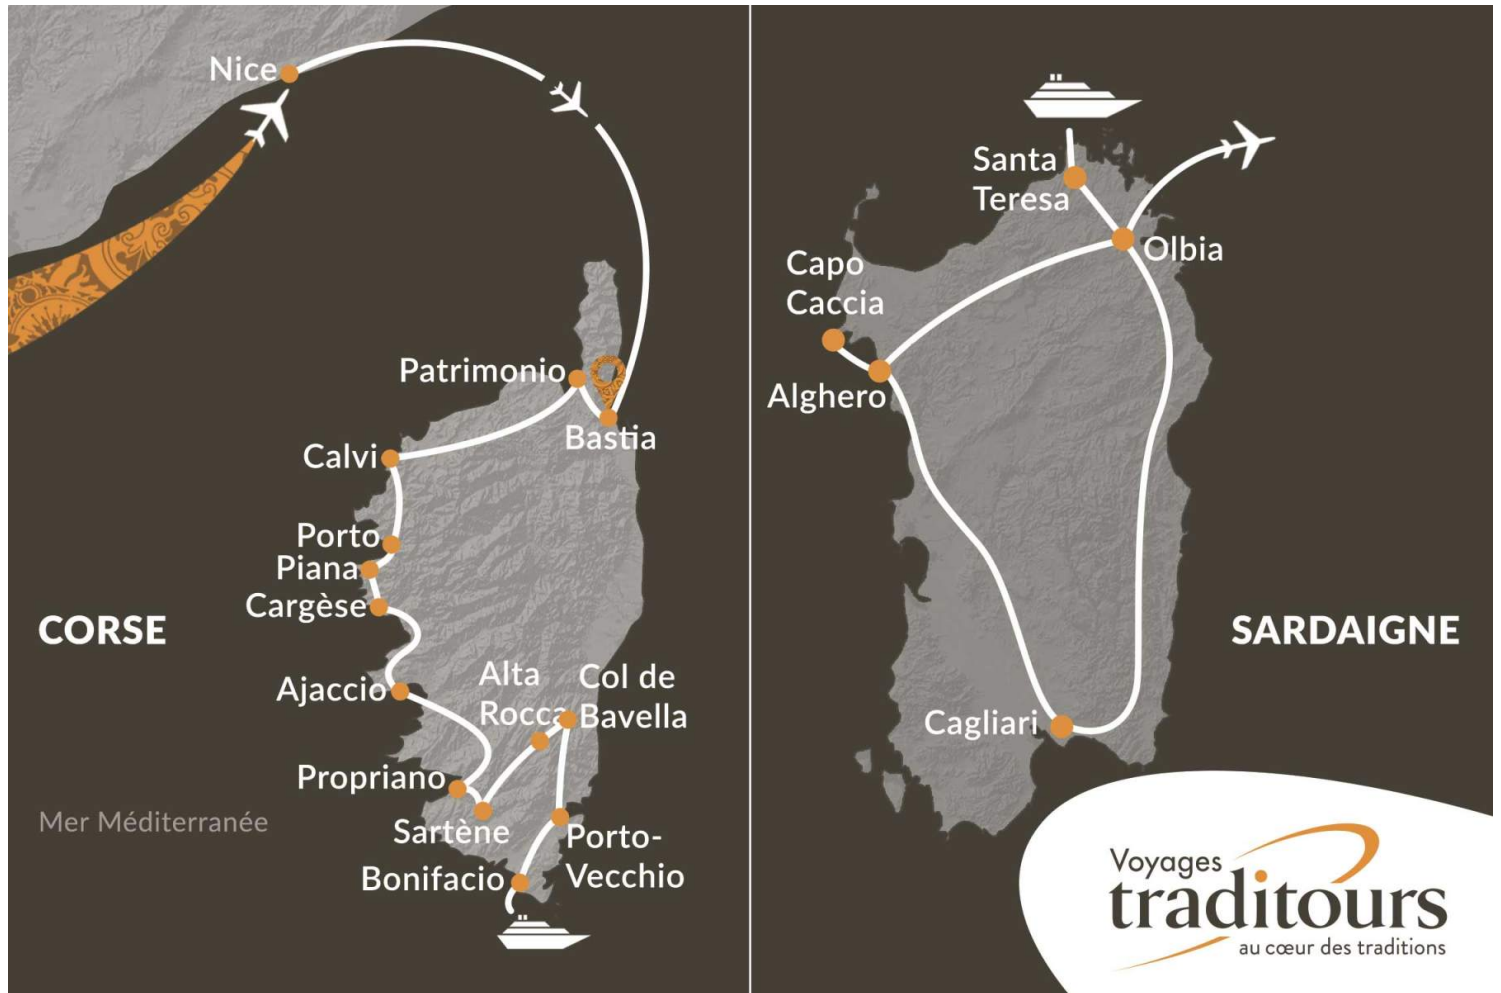 Nice
Patrimonio
Bastia
Calvi
Porto
Piana
Cargèse
CORSE
Ajaccio
Alta
Rocca
Col de
Bavella
Propriano
Mer Méditerranée
Sartène
Porto-
Vecchio
Bonifacio
Santa
Teresa
Olbia
Capo
Caccia
Alghero
SARDAIGNE
Cagliari
Voyages
traditours
au cœur des traditions